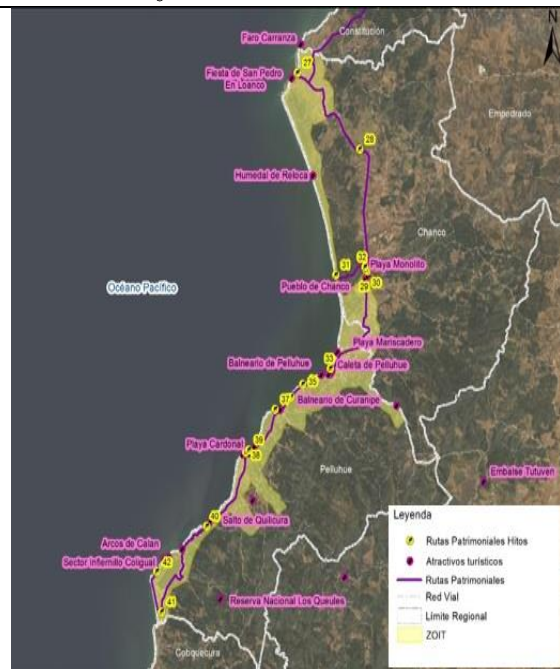 N
Constitución
Faro Carranza
27
Fiesta de San Pedro
En Loanco
Empedrado
28
Humedal de Reloca
Chanco
32
Playa Monolito
31
Pueblo de Chanco
29
30
Océano Pacífico
Playa Mariscadero
33
Balneario de Pelluhue
Caleta de Pelluhue
35
Balneario de Curanipe
37
Playa Cardonal
39
38
Pelluhue
Embalse Tutuven
40
Salto de Quilicura
Arcos de Calan
Sector Infiernillo Coligual
42
Reserva Nacional Los Queules
41
Cobquecura
Leyenda
Rutas Patrimoniales Hitos
Atractivos turísticos
Rutas Patrimoniales
Red Vial
Límite Regional
ZOIT